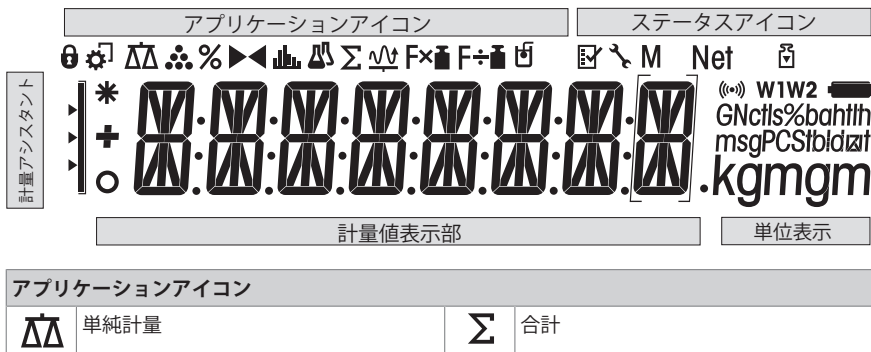 アプリケーションアイコン
ステータスアイコン
% Σ F× F÷ M Net
計量アシスタント
W1W2
GNctls%bahtlh
msgPCStbldwt
.kgmgm
計量値表示部
単位表示
アプリケーションアイコン
単純計量
Σ 合計